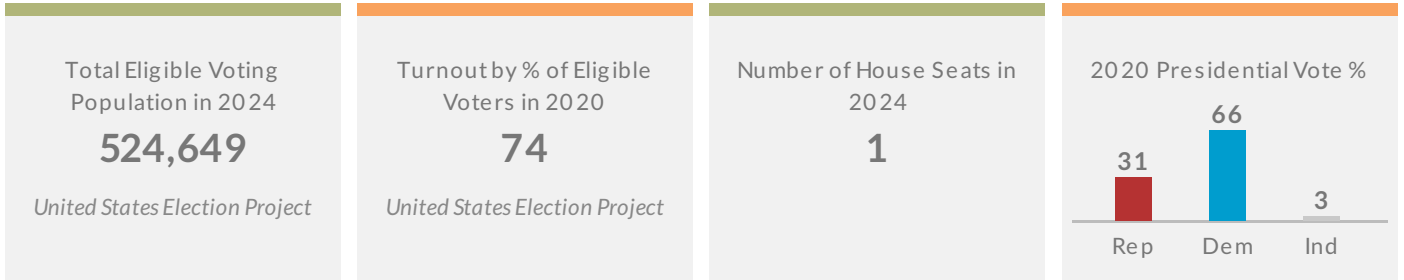 Total Eligible Voting
Population in 2024
524,649
United States Election Project
Turnout by % of Eligible
Voters in 2020
74
United States Election Project
Number of House Seats in
2024
1
2020 Presidential Vote %
66
31
3
Rep Dem Ind